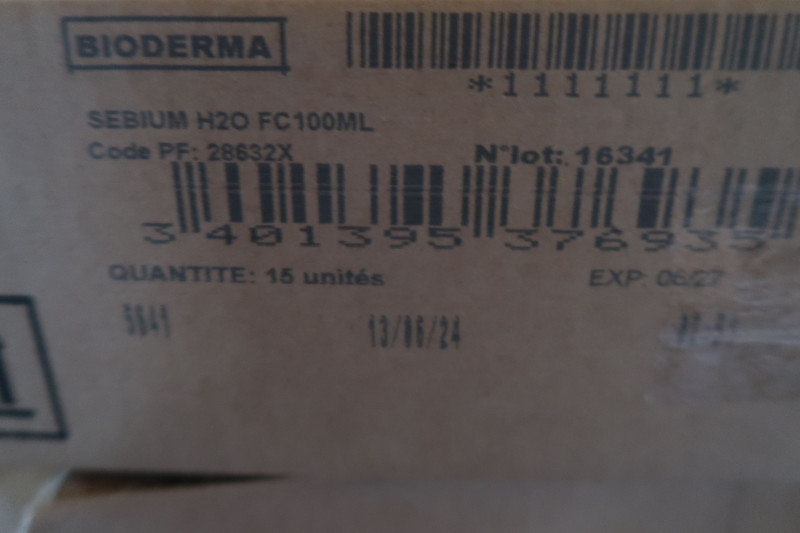 BIODERMA
*1111111*
SEBIUM H2O FC100ML
Code PF: 28632X N°lot: 16341
3 401395 376935
QUANTITE: 15 unités EXP: 06/27
5841 13/06/24